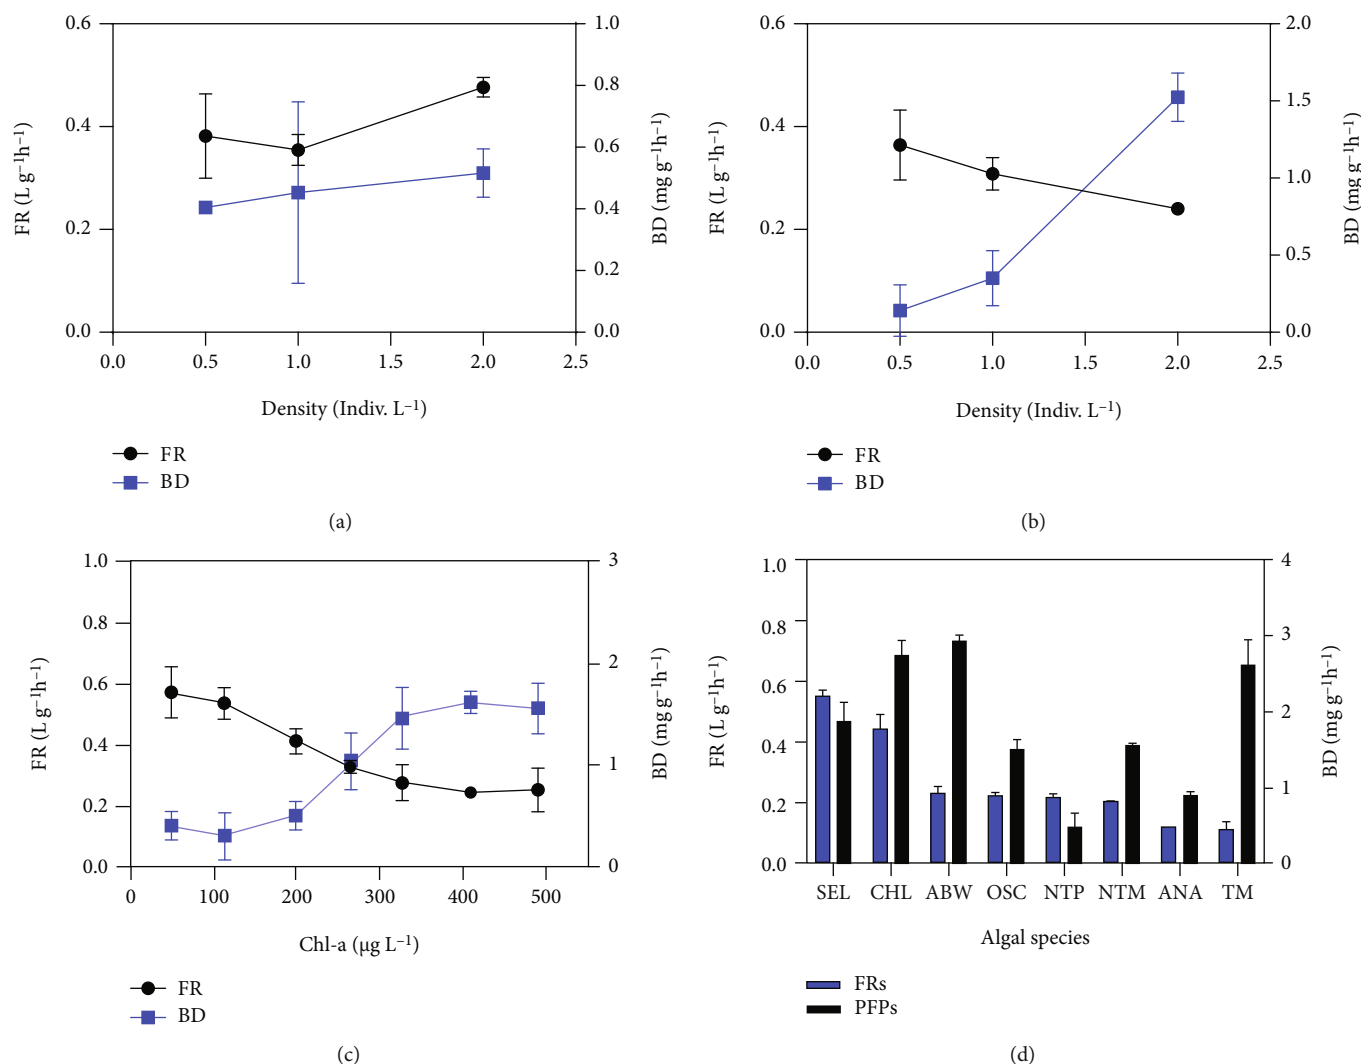 0.6
0.4
0.2
0.0
FR (L g⁻¹h⁻¹)
1.0
0.8
0.6
0.4
0.2
0.0
BD (mg g⁻¹h⁻¹)
0.0 0.5 1.0 1.5 2.0 2.5
Density (Indiv. L⁻¹)
FR
BD
(a)
0.6
0.4
0.2
0.0
FR (L g⁻¹h⁻¹)
2.0
1.5
1.0
0.5
0.0
BD (mg g⁻¹h⁻¹)
0.0 0.5 1.0 1.5 2.0 2.5
Density (Indiv. L⁻¹)
FR
BD
(b)
1.0
0.8
0.6
0.4
0.2
0.0
FR (L g⁻¹h⁻¹)
3
2
1
0
BD (mg g⁻¹h⁻¹)
0 100 200 300 400 500
Chl-a (μg L⁻¹)
FR
BD
(c)
1.0
0.8
0.6
0.4
0.2
0.0
FR (L g⁻¹h⁻¹)
4
3
2
1
0
BD (mg g⁻¹h⁻¹)
SEL CHL ABW OSC NTP NTM ANA TM
Algal species
FRs
PFPs
(d)